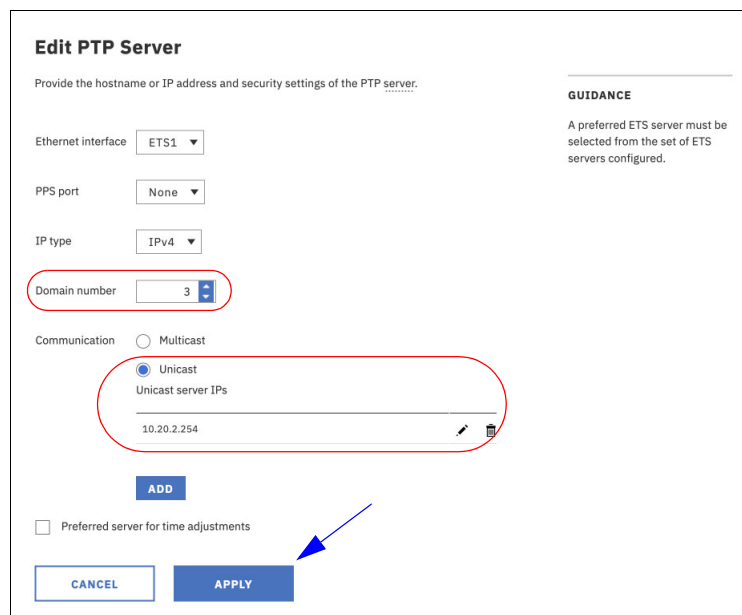 Edit PTP Server
Provide the hostname or IP address and security settings of the PTP server.
GUIDANCE
A preferred ETS server must be
selected from the set of ETS
servers configured.
Ethernet interface ETS1
PPS port None
IP type IPv4
Domain number 3
Communication Multicast
Unicast
Unicast server IPs
10.20.2.254
ADD
Preferred server for time adjustments
CANCEL APPLY